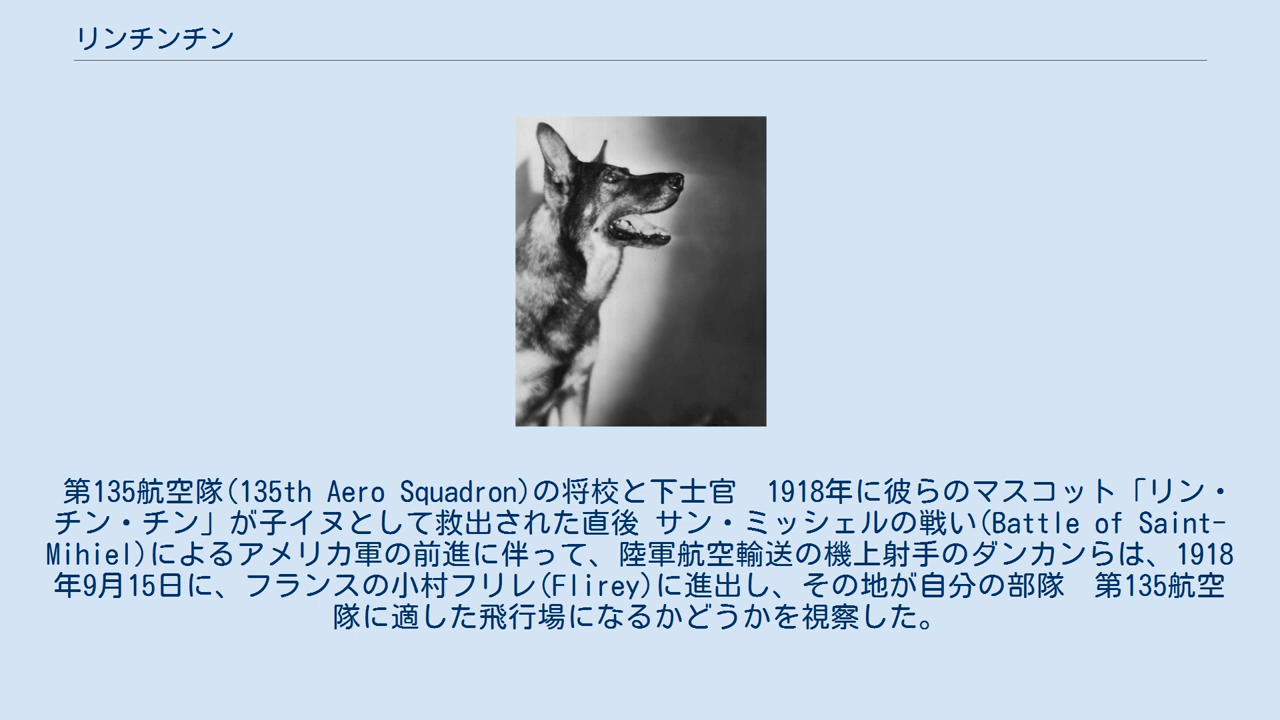 リンチンチン
第135航空隊(135th Aero Squadron)の将校と下士官　1918年に彼らのマスコット「リン・
チン・チン」が子イヌとして救出された直後 サン・ミッシェルの戦い(Battle of Saint-
Mihiel)によるアメリカ軍の前進に伴って、陸軍航空輸送の機上射手のダンカンらは、1918
年9月15日に、フランスの小村フリレ(Flirey)に進出し、その地が自分の部隊　第135航空
隊に適した飛行場になるかどうかを視察した。